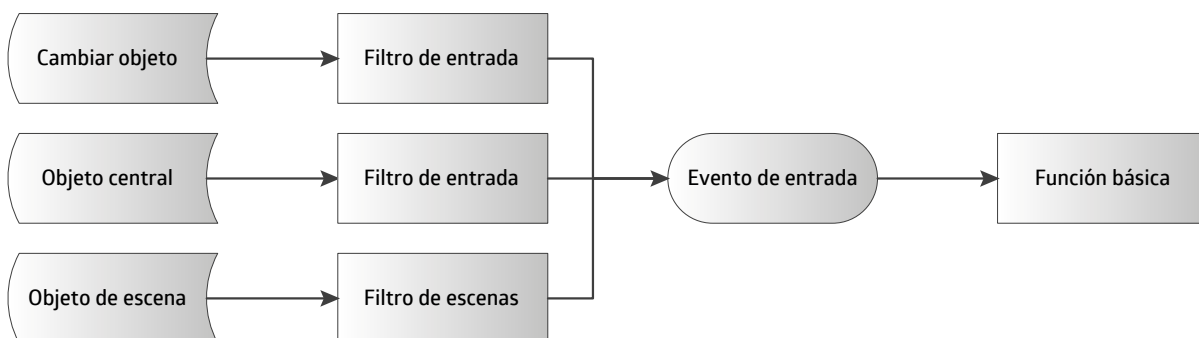 Cambiar objeto
Filtro de entrada
Objeto central
Filtro de entrada
Evento de entrada
Función básica
Objeto de escena
Filtro de escenas